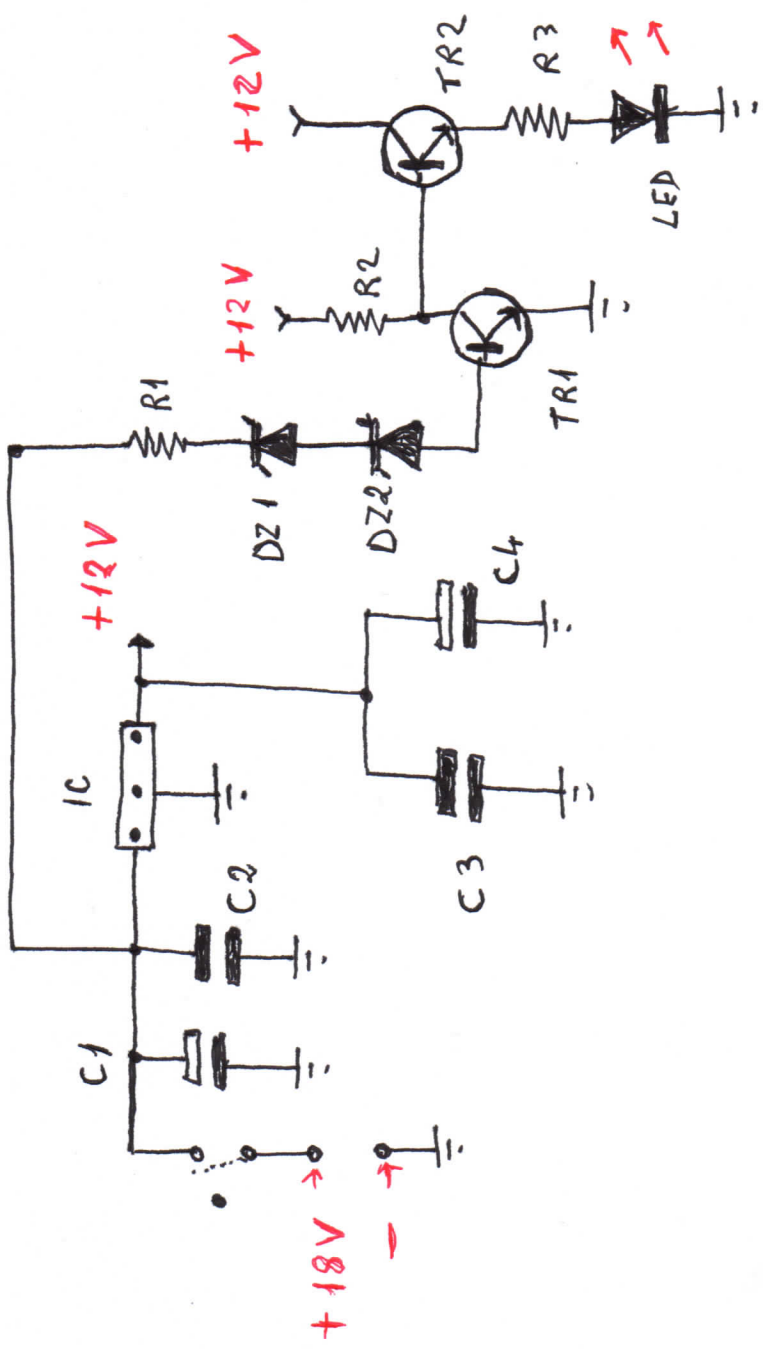 +18V
-
C1
C2
IC
+12V
C3
C4
R1
DZ1
DZ2
+12V
R2
TR1
+12V
TR2
R3
LED